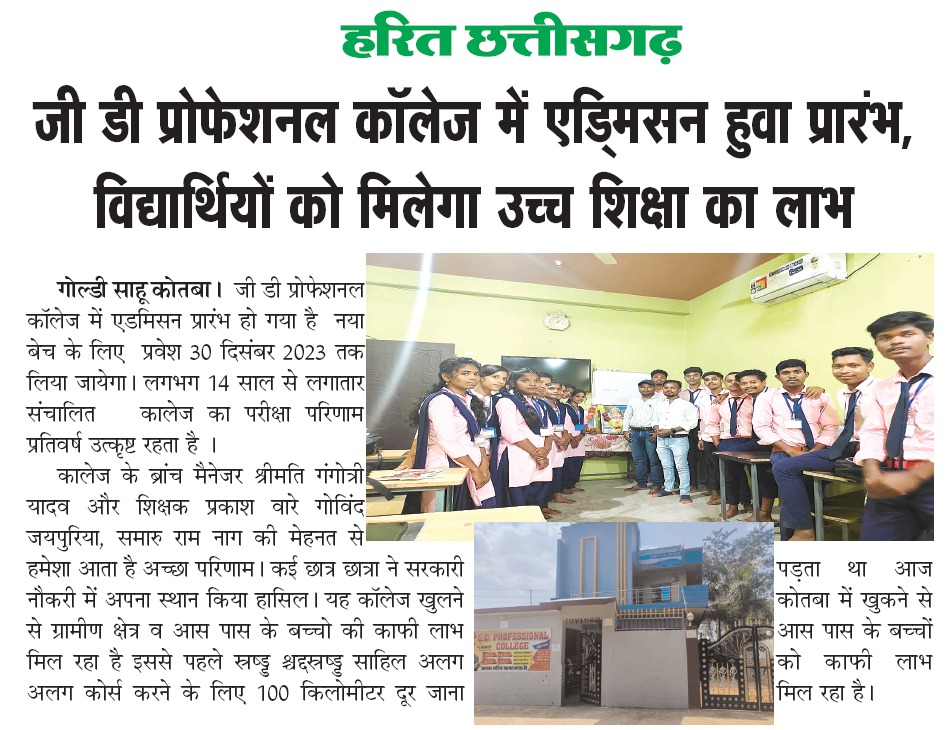 हरित छत्तीसगढ़
जी डी प्रोफेशनल कॉलेज में एड्मिसन हुवा प्रारंभ,
विद्यार्थियों को मिलेगा उच्च शिक्षा का लाभ
गोल्डी साहू कोतबा। जी डी प्रोफेशनल
कॉलेज में एडमिसन प्रारंभ हो गया है नया
बेच के लिए प्रवेश 30 दिसंबर 2023 तक
लिया जायेगा। लगभग 14 साल से लगातार
संचालित कालेज का परीक्षा परिणाम
प्रतिवर्ष उत्कृष्ट रहता है ।
कालेज के ब्रांच मैनेजर श्रीमति गंगोत्री
यादव और शिक्षक प्रकाश वारे गोविंद
जयपुरिया, समारु राम नाग की मेहनत से
हमेशा आता है अच्छा परिणाम। कई छात्र छात्रा ने सरकारी
नौकरी में अपना स्थान किया हासिल। यह कॉलेज खुलने
से ग्रामीण क्षेत्र व आस पास के बच्चो की काफी लाभ
मिल रहा है इससे पहले स्रष्ड्ड श्चद्दस्रष्ड्ड साहिल अलग
अलग कोर्स करने के लिए 100 किलोमीटर दूर जाना
पड़ता था आज
कोतबा में खुकने से
आस पास के बच्चों
को काफी लाभ
मिल रहा है।
G.D. PROFESSIONAL
COLLEGE